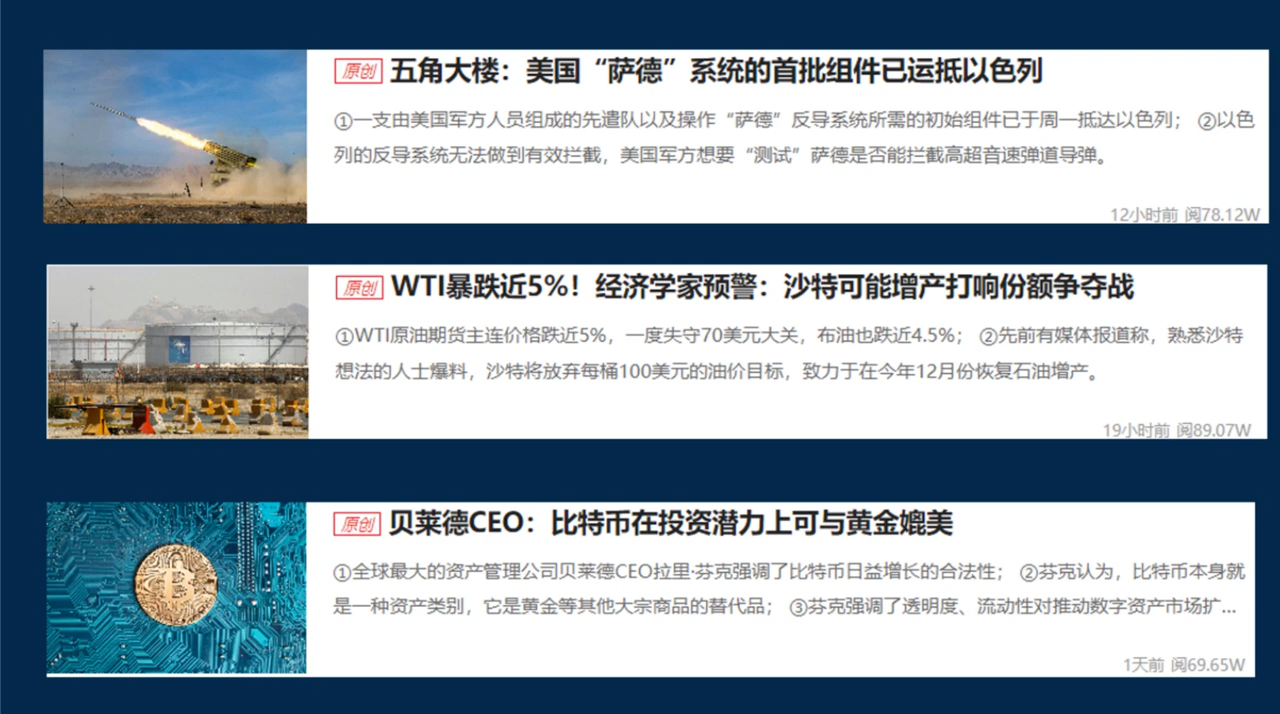 原创 五角大楼：美国“萨德”系统的首批组件已运抵以色列
①一支由美国军方人员组成的先遣队以及操作“萨德”反导系统所需的初始组件已于周一抵达以色列； ②以色
列的反导系统无法做到有效拦截，美国军方想要“测试”萨德是否能拦截高超音速弹道导弹。
12小时前 阅78.12W
原创 WTI暴跌近5%！经济学家预警：沙特可能增产打响份额争夺战
①WTI原油期货主连价格跌近5%，一度失守70美元大关，布油也跌近4.5%； ②先前有媒体报道称，熟悉沙特
想法的人士爆料，沙特将放弃每桶100美元的油价目标，致力于在今年12月份恢复石油增产。
19小时前 阅89.07W
原创 贝莱德CEO：比特币在投资潜力上可与黄金媲美
①全球最大的资产管理公司贝莱德CEO拉里·芬克强调了比特币日益增长的合法性； ②芬克认为，比特币本身就
是一种资产类别，它是黄金等其他大宗商品的替代品； ③芬克强调了透明度、流动性对推动数字资产市场扩...
1天前 阅69.65W